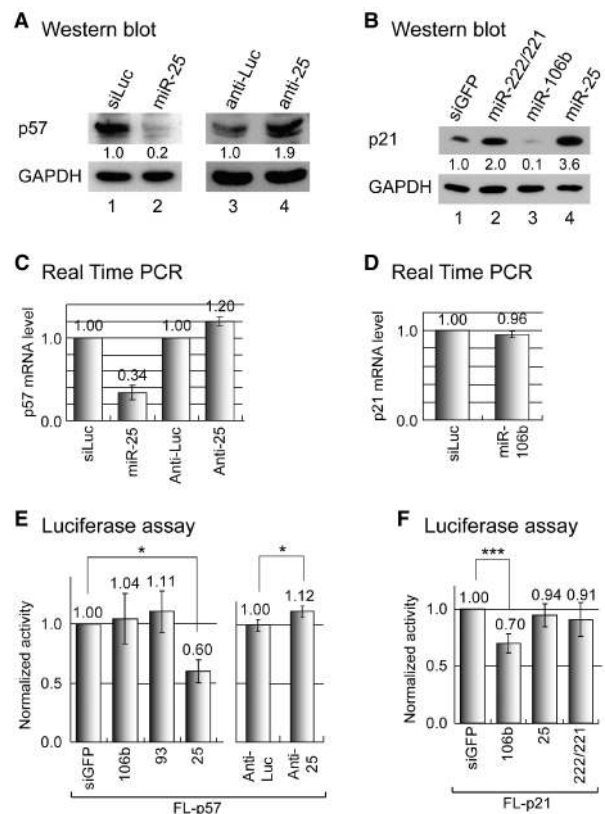 A Western blot
siLuc miR-25 anti-Luc anti-25
p57
1.0 0.2 1.0 1.9
GAPDH
1 2 3 4
B Western blot
siGFP miR-222/221 miR-106b miR-25
p21
1.0 2.0 0.1 3.6
GAPDH
1 2 3 4
C Real Time PCR
p57 mRNA level
1.0
0.0
1.00 0.34 1.00 1.20
siLuc miR-25 Anti-Luc Anti-25
D Real Time PCR
p21 mRNA level
1.0
0.0
1.00 0.96
siLuc miR-
106b
E Luciferase assay
Normalized activity
1.0
0.5
0.0
* *
1.00 1.04 1.11 0.60 1.00 1.12
siGFP 106b 93 25 Anti- Anti-
Luc 25
FL-p57
F Luciferase assay
Normalized activity
1.0
0.5
0.0
***
1.00 0.70 0.94 0.91
siGFP 106b 25 222/221
FL-p21